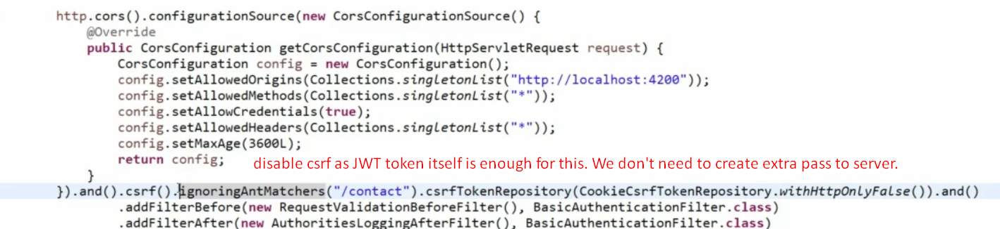 http.cors().configurationSource(new CorsConfigurationSource() {
@Override
public CorsConfiguration getCorsConfiguration(HttpServletRequest request) {
CorsConfiguration config = new CorsConfiguration();
config.setAllowedOrigins(Collections.singletonList("http://localhost:4200"));
config.setAllowedMethods(Collections.singletonList("*"));
config.setAllowCredentials(true);
config.setAllowedHeaders(Collections.singletonList("*"));
config.setMaxAge(3600L);
return config;
disable csrf as JWT token itself is enough for this. We don't need to create extra pass to server.
}
}).and().csrf().ignoringAntMatchers("/contact").csrfTokenRepository(CookieCsrfTokenRepository.withHttpOnlyFalse()).and()
.addFilterBefore(new RequestValidationBeforeFilter(), BasicAuthenticationFilter.class)
.addFilterAfter(new AuthoritiesLoggingAfterFilter(), BasicAuthenticationFilter.class)